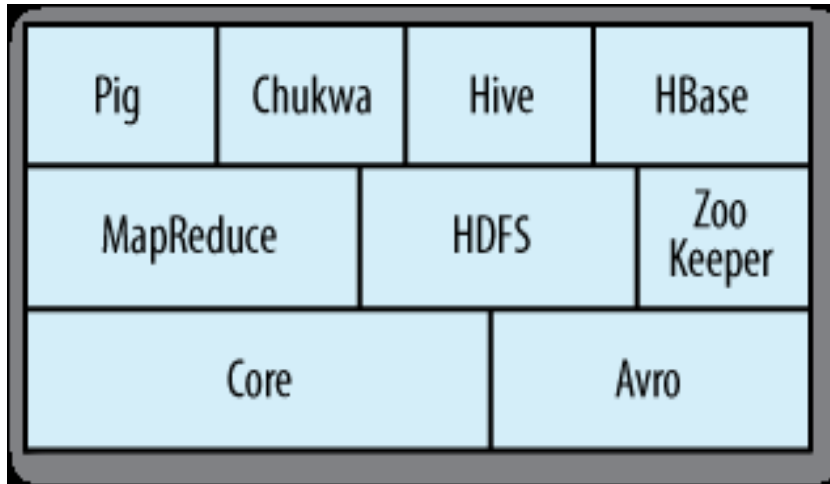 Pig
Chukwa
Hive
HBase
MapReduce
HDFS
Zoo
Keeper
Core
Avro